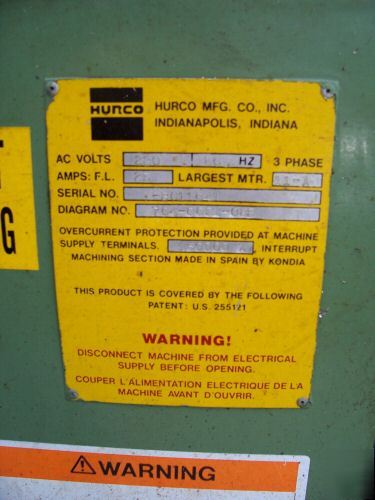 HURCO
HURCO MFG. CO., INC.
INDIANAPOLIS, INDIANA
AC VOLTS HZ 3 PHASE
AMPS: F.L. LARGEST MTR.
SERIAL NO.
DIAGRAM NO.
OVERCURRENT PROTECTION PROVIDED AT MACHINE
SUPPLY TERMINALS. INTERRUPT
MACHINING SECTION MADE IN SPAIN BY KONDIA
THIS PRODUCT IS COVERED BY THE FOLLOWING
PATENT: U.S. 255121
WARNING!
DISCONNECT MACHINE FROM ELECTRICAL
SUPPLY BEFORE OPENING.
COUPER L'ALIMENTATION ELECTRIQUE DE LA
MACHINE AVANT D'OUVRIR.
WARNING